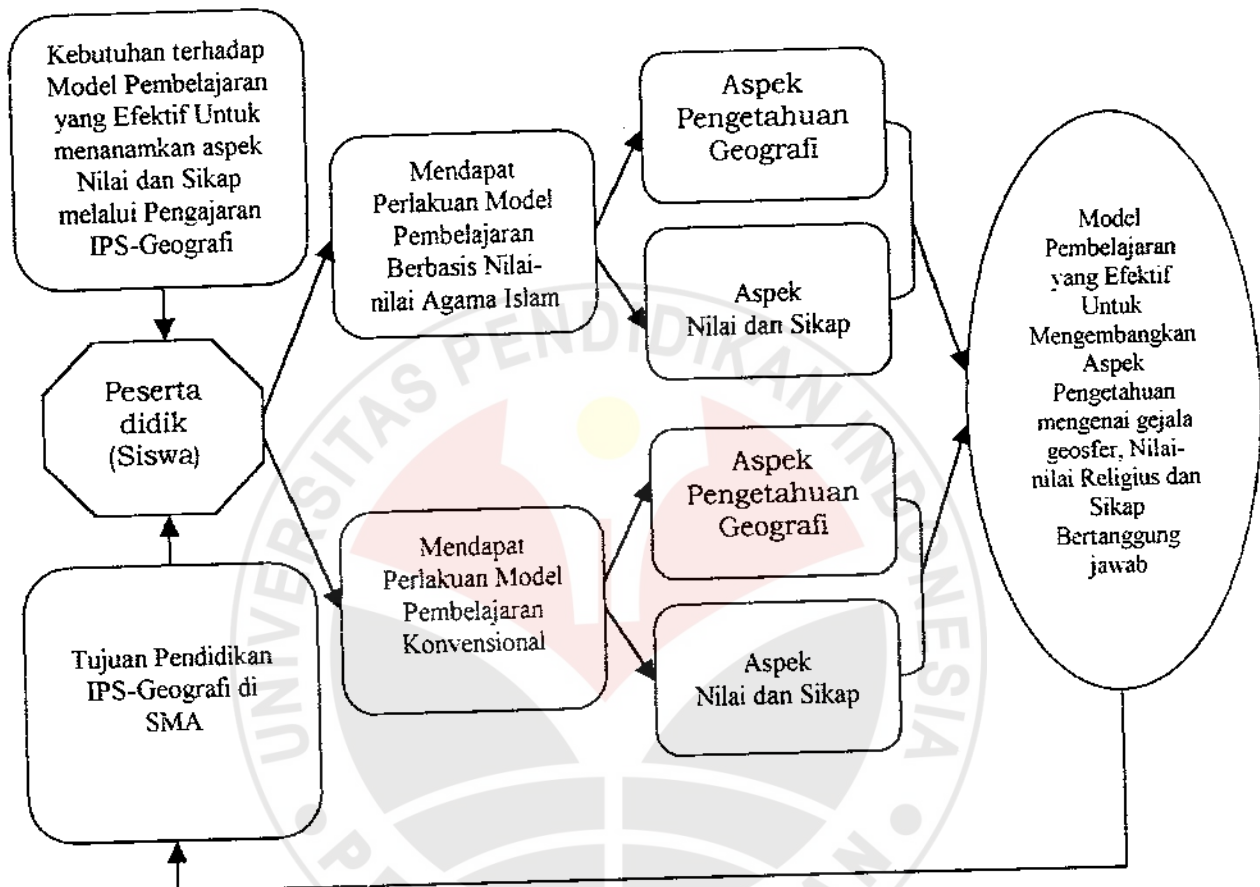 Kebutuhan terhadap
Model Pembelajaran
yang Efektif Untuk
menanamkan aspek
Nilai dan Sikap
melalui Pengajaran
IPS-Geografi
Peserta
didik
(Siswa)
Tujuan Pendidikan
IPS-Geografi di
SMA
Mendapat
Perlakuan Model
Pembelajaran
Berbasis Nilai-
nilai Agama Islam
Mendapat
Perlakuan Model
Pembelajaran
Konvensional
Aspek
Pengetahuan
Geografi
Aspek
Nilai dan Sikap
Aspek
Pengetahuan
Geografi
Aspek
Nilai dan Sikap
Model
Pembelajaran
yang Efektif
Untuk
Mengembangkan
Aspek
Pengetahuan
mengenai gejala
geosfer, Nilai-
nilai Religius dan
Sikap
Bertanggung
jawab
UNIVERSITAS PENDIDIKAN INDONESIA